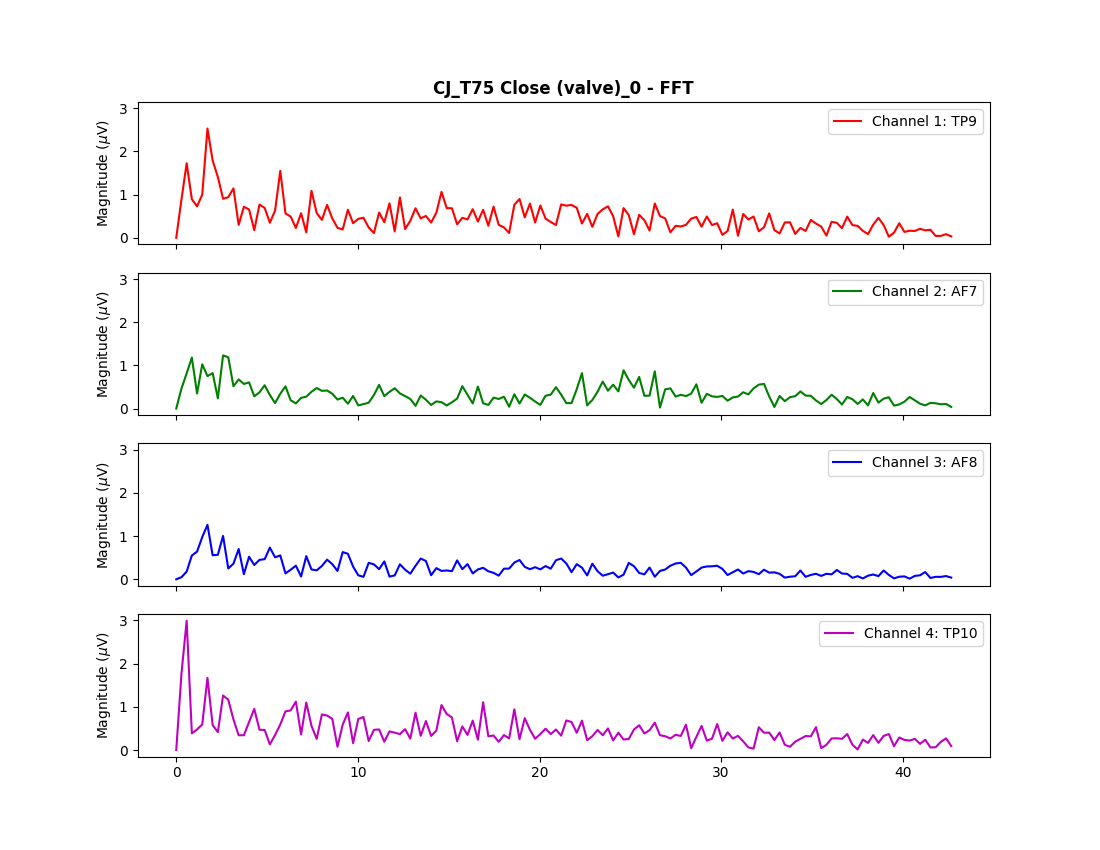 CJ_T75 Close (valve)_0 - FFT
3
2
1
0
Magnitude (μV)
Channel 1: TP9
3
2
1
0
Magnitude (μV)
Channel 2: AF7
3
2
1
0
Magnitude (μV)
Channel 3: AF8
3
2
1
0
Magnitude (μV)
Channel 4: TP10
0 10 20 30 40